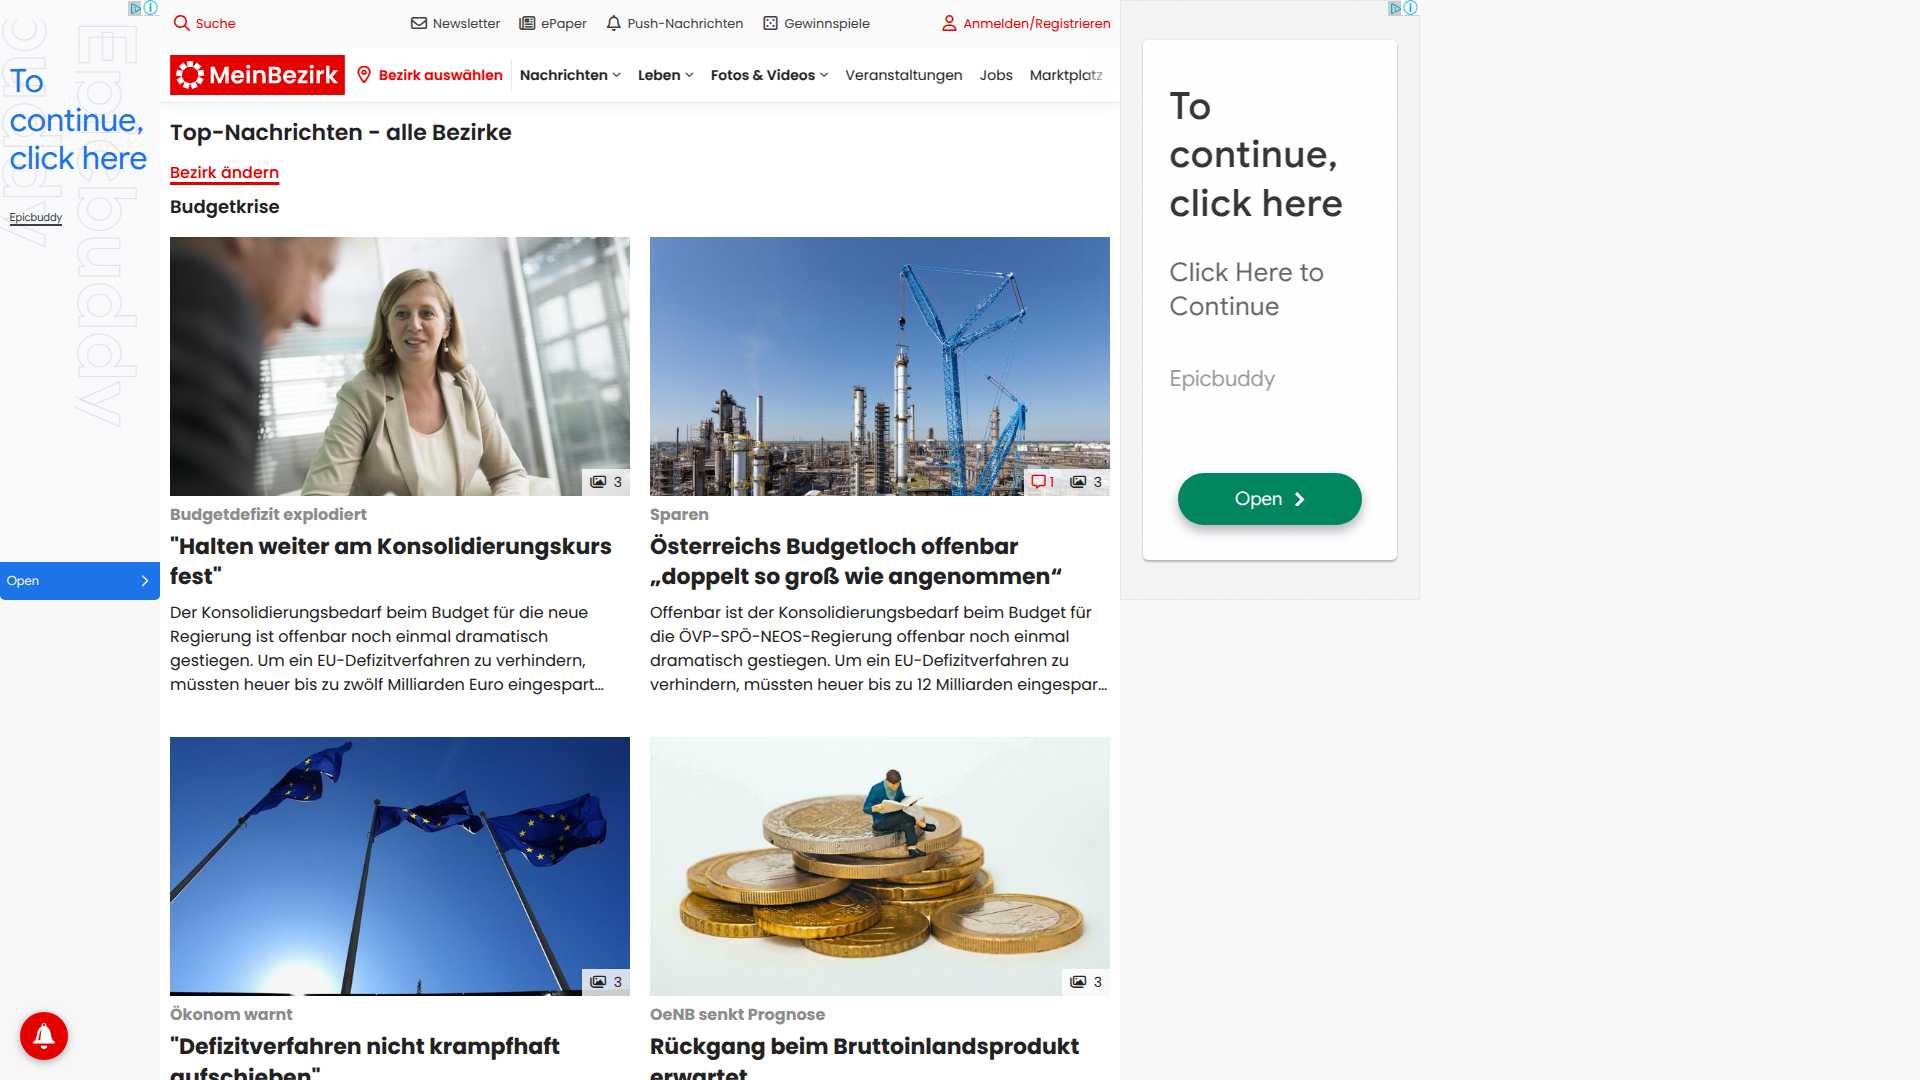 Suche
Newsletter
ePaper
Push-Nachrichten
Gewinnspiele
Anmelden/Registrieren
MeinBezirk
Bezirk auswählen
Nachrichten
Leben
Fotos & Videos
Veranstaltungen
Jobs
Marktplatz
To
continue,
click here
Epicbuddy
Epicbuddy
Open
Top-Nachrichten - alle Bezirke
Bezirk ändern
Budgetkrise
3
Budgetdefizit explodiert
"Halten weiter am Konsolidierungskurs
fest"
Der Konsolidierungsbedarf beim Budget für die neue
Regierung ist offenbar noch einmal dramatisch
gestiegen. Um ein EU-Defizitverfahren zu verhindern,
müssten heuer bis zu zwölf Milliarden Euro eingespart...
1
3
Sparen
Österreichs Budgetloch offenbar
„doppelt so groß wie angenommen“
Offenbar ist der Konsolidierungsbedarf beim Budget für
die ÖVP-SPÖ-NEOS-Regierung offenbar noch einmal
dramatisch gestiegen. Um ein EU-Defizitverfahren zu
verhindern, müssten heuer bis zu 12 Milliarden eingespar...
3
Ökonom warnt
"Defizitverfahren nicht krampfhaft
aufschieben"
3
OeNB senkt Prognose
Rückgang beim Bruttoinlandsprodukt
erwartet
To
continue,
click here
Click Here to
Continue
Epicbuddy
Open